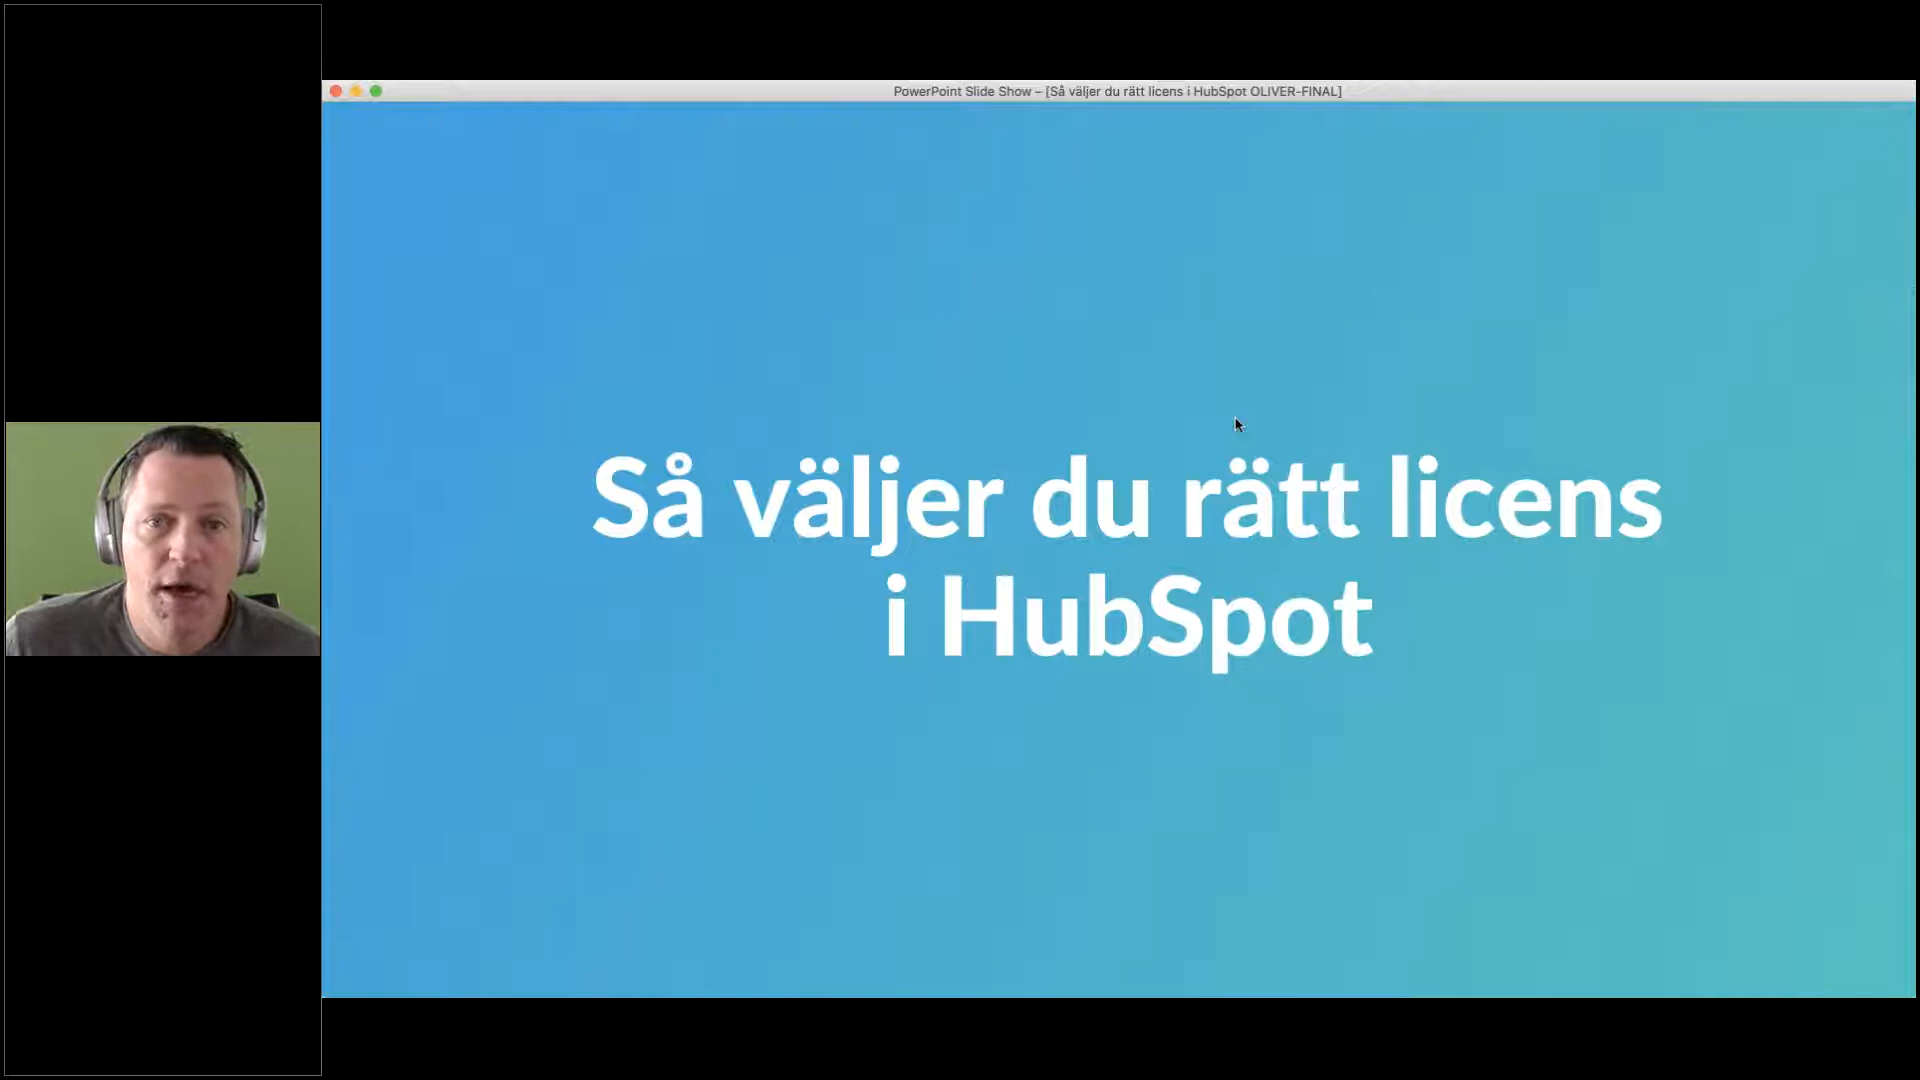 PowerPoint Slide Show – [Så väljer du rätt licens i HubSpot OLIVER-FINAL]
Så väljer du rätt licens
i HubSpot